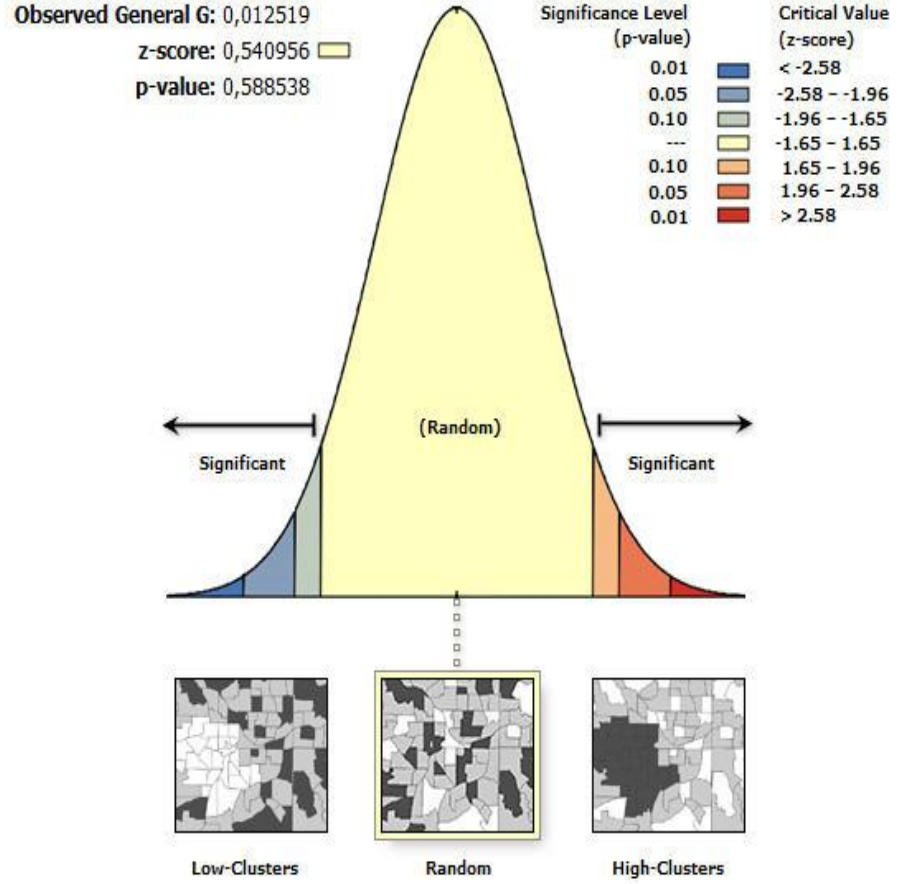 Observed General G: 0,012519
z-score: 0,540956
p-value: 0,588538
Significance Level
(p-value)
Critical Value
(z-score)
0.01 < -2.58
0.05 -2.58 – -1.96
0.10 -1.96 – -1.65
--- -1.65 – 1.65
0.10 1.65 – 1.96
0.05 1.96 – 2.58
0.01 > 2.58
(Random)
Significant
Significant
Low-Clusters
Random
High-Clusters